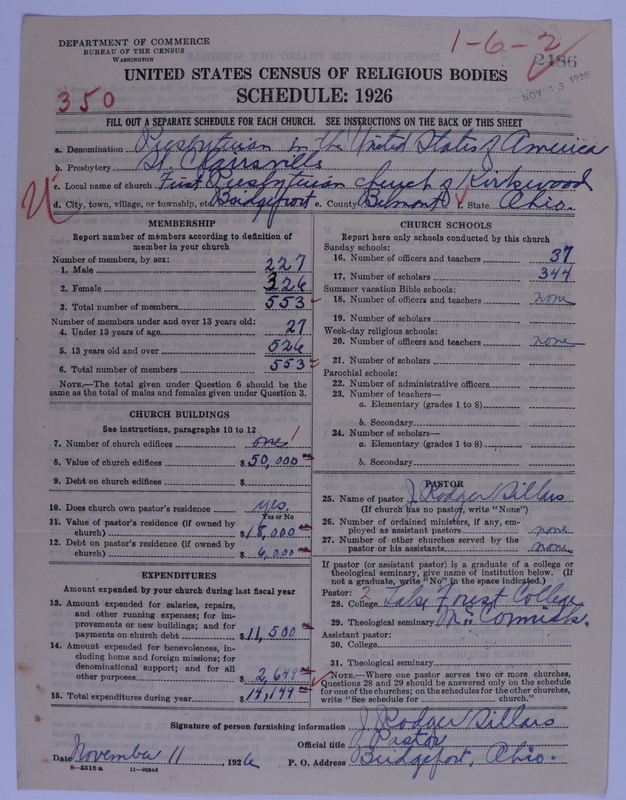 DEPARTMENT OF COMMERCE
BUREAU OF THE CENSUS
WASHINGTON
1-6-2
2486
NOV 13 1926
UNITED STATES CENSUS OF RELIGIOUS BODIES
SCHEDULE: 1926
350
FILL OUT A SEPARATE SCHEDULE FOR EACH CHURCH. SEE INSTRUCTIONS ON THE BACK OF THIS SHEET
a. Denomination Presbyterian in the United States of America
b. Presbytery St. Clairsville
c. Local name of church First Presbyterian Church of Kirkwood
d. City, town, village, or township, etc. Bridgeport e. County Belmont f. State Ohio.
MEMBERSHIP
Report number of members according to definition of member in your church
Number of members, by sex:
1. Male 227
2. Female 326
3. Total number of members 553
Number of members under and over 13 years old:
4. Under 13 years of age 27
5. 13 years old and over 526
6. Total number of members 553
NOTE.—The total given under Question 6 should be the same as the total of males and females given under Question 3.
CHURCH BUILDINGS
See instructions, paragraphs 10 to 12
7. Number of church edifices one 1
8. Value of church edifices $50,000
9. Debt on church edifices $
10. Does church own pastor's residence yes.
Yes or No
11. Value of pastor's residence (if owned by
church) $18,000
12. Debt on pastor's residence (if owned by
church) $6,000
EXPENDITURES
Amount expended by your church during last fiscal year
13. Amount expended for salaries, repairs,
and other running expenses; for im-
provements or new buildings; and for
payments on church debt $11,500
14. Amount expended for benevolences, in-
cluding home and foreign missions; for
denominational support; and for all
other purposes $2,649
15. Total expenditures during year $14,149
CHURCH SCHOOLS
Report here only schools conducted by this church
Sunday schools:
16. Number of officers and teachers 37
17. Number of scholars 344
Summer vacation Bible schools:
18. Number of officers and teachers none
19. Number of scholars
Week-day religious schools:
20. Number of officers and teachers none
21. Number of scholars
Parochial schools:
22. Number of administrative officers
23. Number of teachers—
a. Elementary (grades 1 to 8)
b. Secondary
24. Number of scholars—
a. Elementary (grades 1 to 8)
b. Secondary
PASTOR
25. Name of pastor J. Rodger Sillars
(If church has no pastor, write "None")
26. Number of ordained ministers, if any, em-
ployed as assistant pastors none
27. Number of other churches served by the
pastor or his assistants none
If pastor (or assistant pastor) is a graduate of a college or
theological seminary, give name of institution below. (If
not a graduate, write "No" in the space indicated.)
Pastor: 2
28. College Lake Forest College
29. Theological seminary McCormick.
Assistant pastor:
30. College
31. Theological seminary
NOTE.—Where one pastor serves two or more churches,
Questions 28 and 29 should be answered only on the schedule
for one of the churches; on the schedules for the other churches,
write "See schedule for church."
Signature of person furnishing information J. Rodger Sillars
Official title Pastor
Date November 11, 1926 P. O. Address Bridgeport, Ohio.
8-5518 a